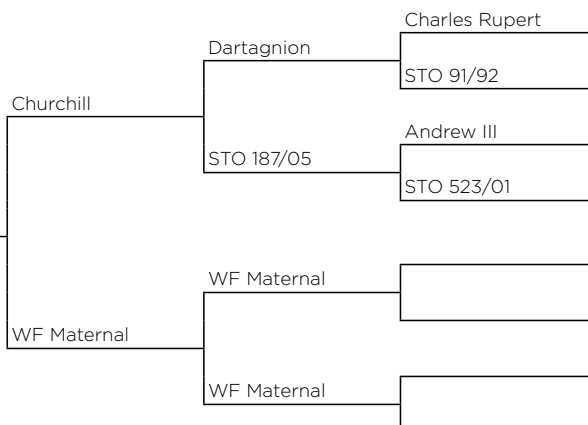 Charles Rupert
Dartagnion
STO 91/92
Churchill
Andrew III
STO 187/05
STO 523/01
WF Maternal
WF Maternal
WF Maternal